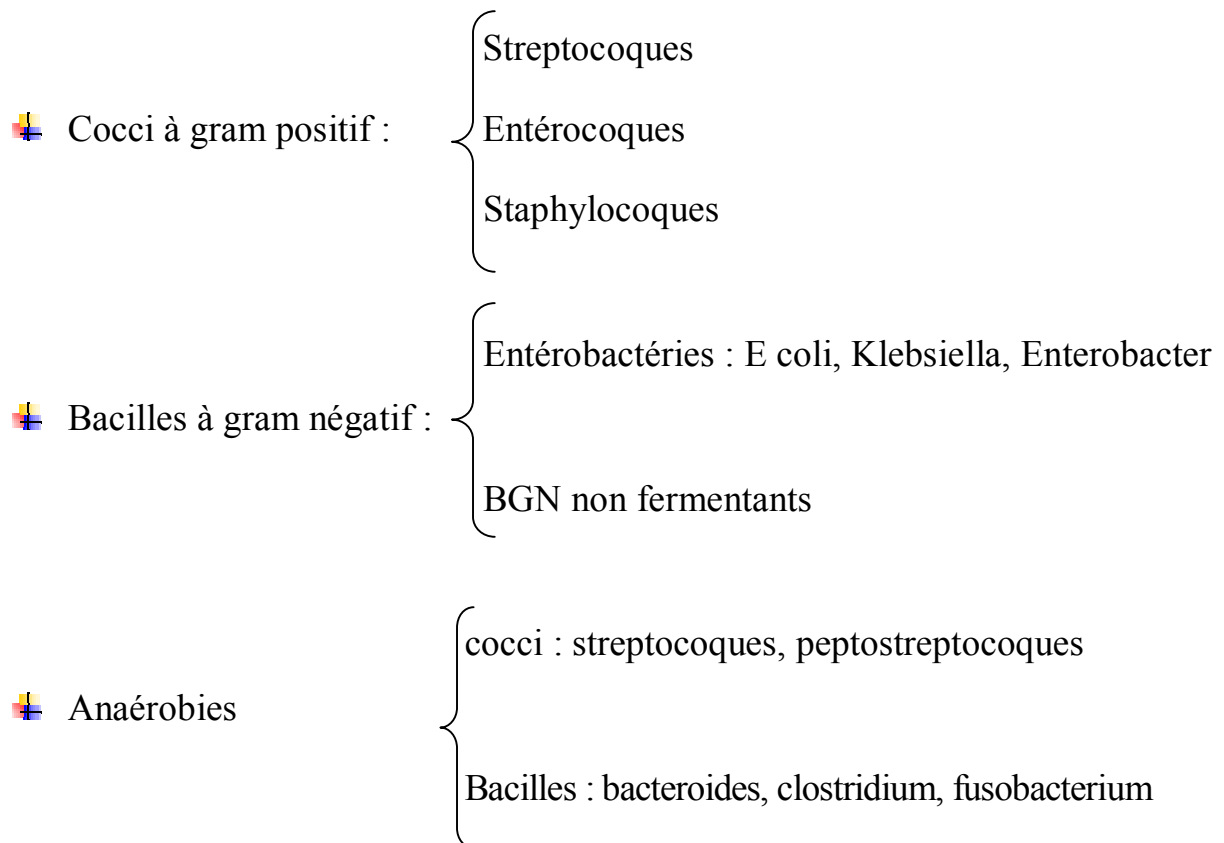 Streptocoques
Cocci à gram positif :
Entérocoques
Staphylocoques
Entérobactéries : E coli, Klebsiella, Enterobacter
Bacilles à gram négatif :
BGN non fermentants
cocci : streptocoques, peptostreptocoques
Anaérobies
Bacilles : bacteroides, clostridium, fusobacterium